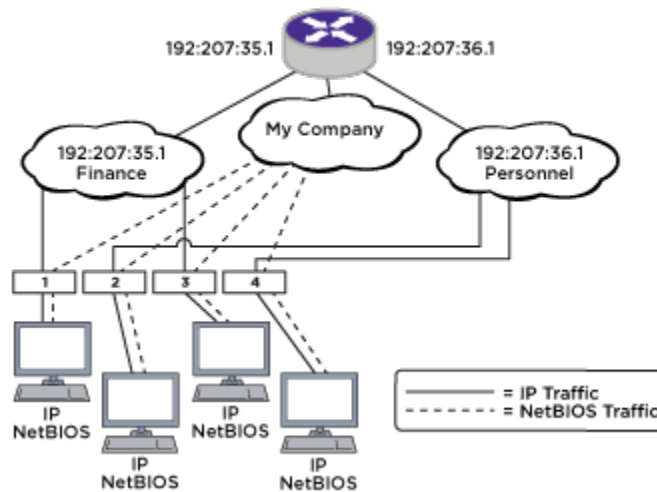 192:207:35.1
192:207:36.1
My Company
192:207:35.1
Finance
192:207:36.1
Personnel
1
2
3
4
IP
NetBIOS
IP
NetBIOS
IP
NetBIOS
IP
NetBIOS
= IP Traffic
= NetBIOS Traffic